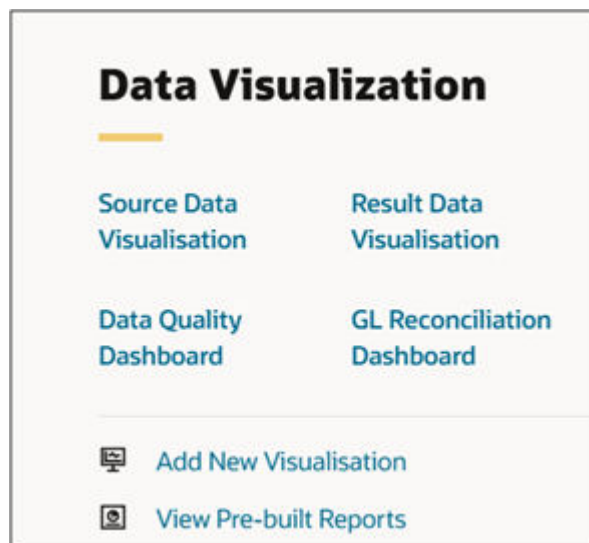 Data Visualization
Source Data
Visualisation
Result Data
Visualisation
Data Quality
Dashboard
GL Reconciliation
Dashboard
Add New Visualisation
View Pre-built Reports